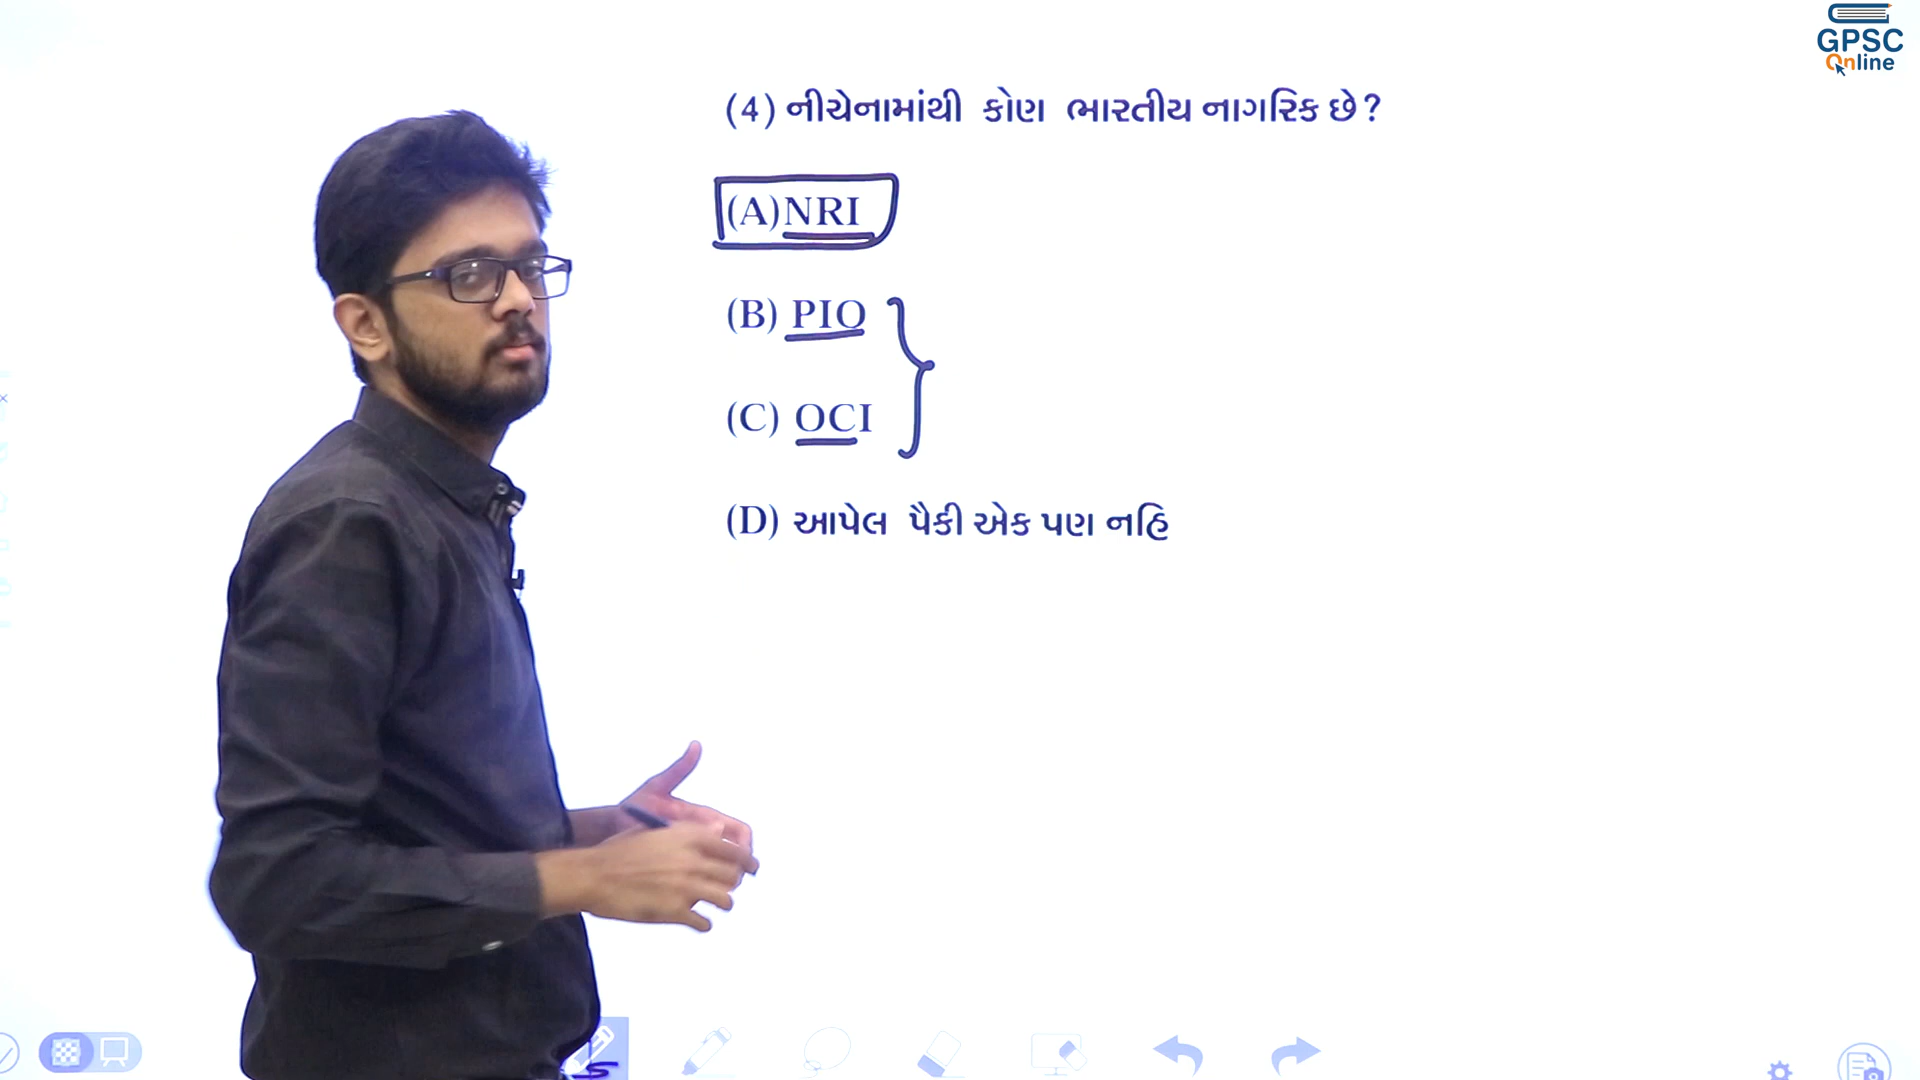 GPSC
Online
(4) નીચેનામાંથી કોણ ભારતીય નાગરિક છે?
(A) NRI
(B) PIO
(C) OCI
(D) આપેલ પૈકી એક પણ નહિ